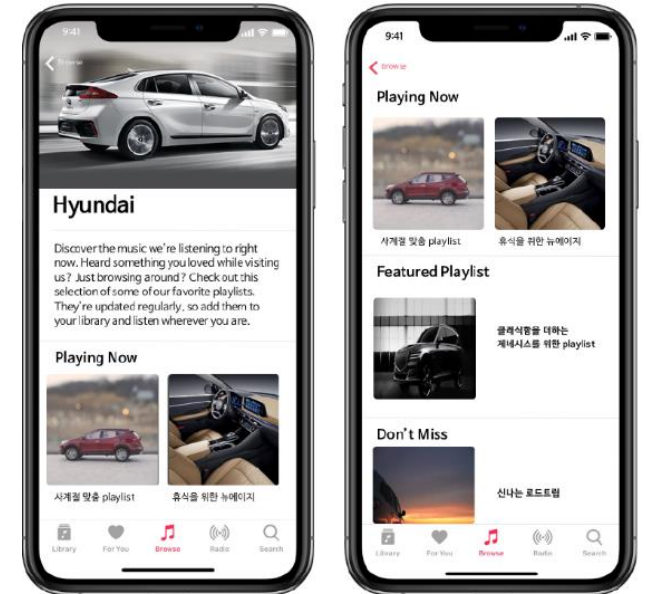 9:41
Browse
Hyundai
Discover the music we're listening to right
now. Heard something you loved while visiting
us? Just browsing around? Check out this
selection of some of our favorite playlists.
They're updated regularly, so add them to
your library and listen wherever you are.
Playing Now
사계절 맞춤 playlist
휴식을 위한 뉴에이지
Library
For You
Browse
Radio
Search
9:41
Browse
Playing Now
사계절 맞춤 playlist
휴식을 위한 뉴에이지
Featured Playlist
클래식함을 더하는
제네시스를 위한 playlist
Don't Miss
신나는 로드트립
Library
For You
Browse
Radio
Search